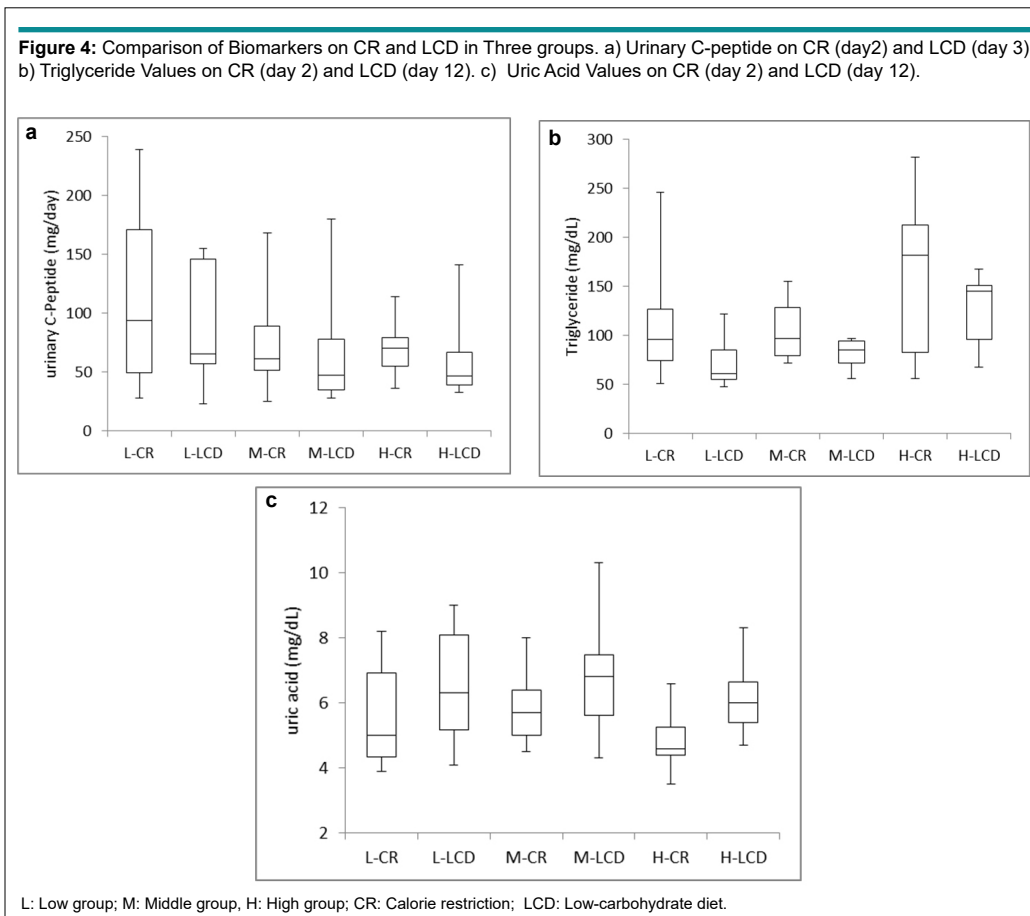 Figure 4: Comparison of Biomarkers on CR and LCD in Three groups. a) Urinary C-peptide on CR (day2) and LCD (day 3)
b) Triglyceride Values on CR (day 2) and LCD (day 12). c) Uric Acid Values on CR (day 2) and LCD (day 12).
a
urinary C-Peptide (mg/day)
250
200
150
100
50
0
L-CR L-LCD M-CR M-LCD H-CR H-LCD
b
Triglyceride (mg/dL)
300
250
200
150
100
50
0
L-CR L-LCD M-CR M-LCD H-CR H-LCD
c
uric acid (mg/dL)
12
10
8
6
4
2
L-CR L-LCD M-CR M-LCD H-CR H-LCD
L: Low group; M: Middle group, H: High group; CR: Calorie restriction; LCD: Low-carbohydrate diet.